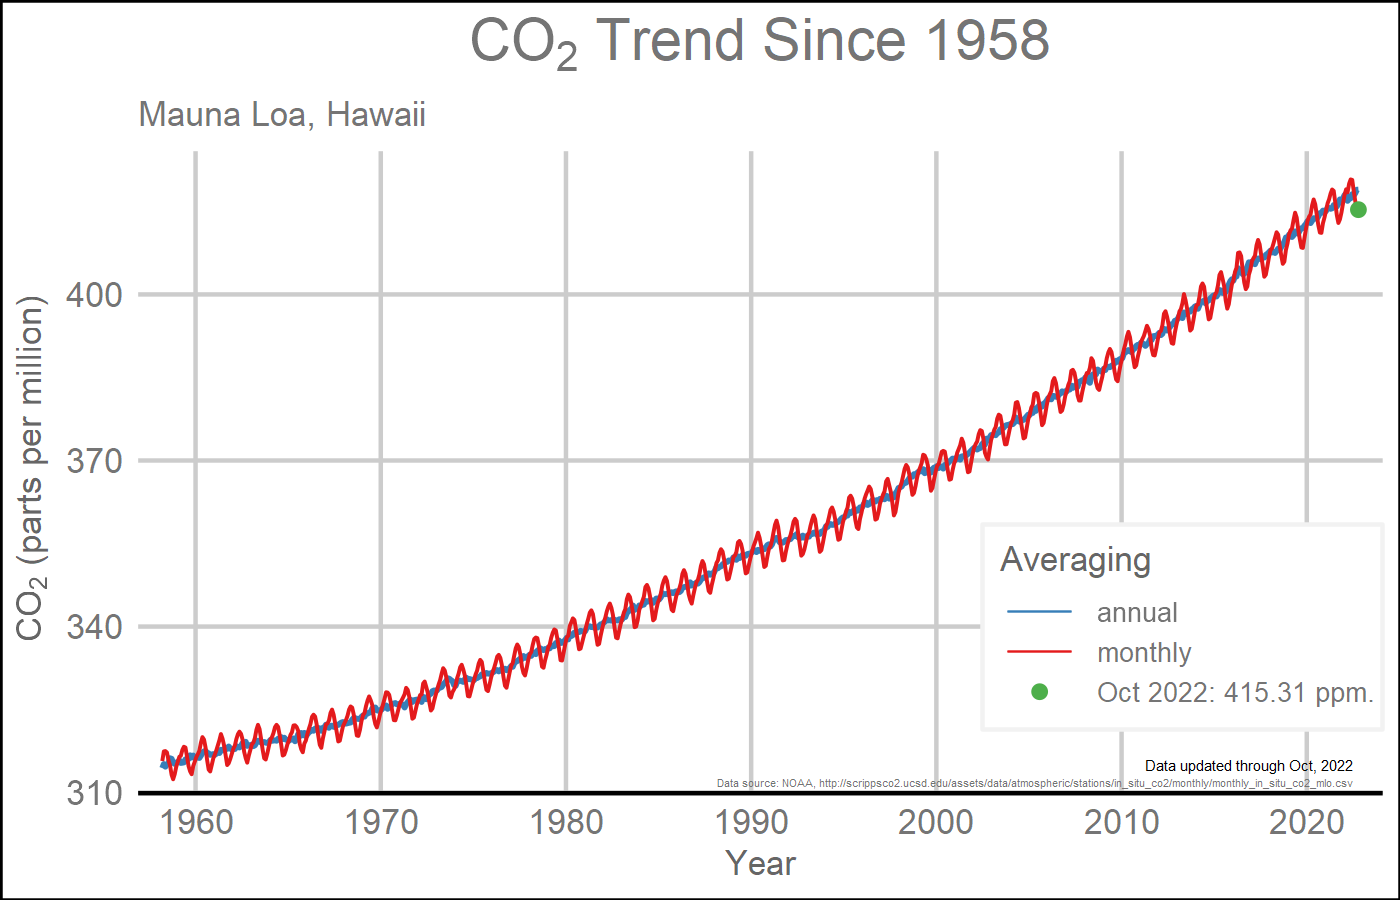 CO₂ Trend Since 1958
Mauna Loa, Hawaii
CO₂ (parts per million)
400
370
340
310
Averaging
annual
monthly
Oct 2022: 415.31 ppm.
Data updated through Oct, 2022
Data source: NOAA, http://scrippsco2.ucsd.edu/assets/data/atmospheric/stations/in_situ_co2/monthly/monthly_in_situ_co2_mlo.csv
1960 1970 1980 1990 2000 2010 2020
Year